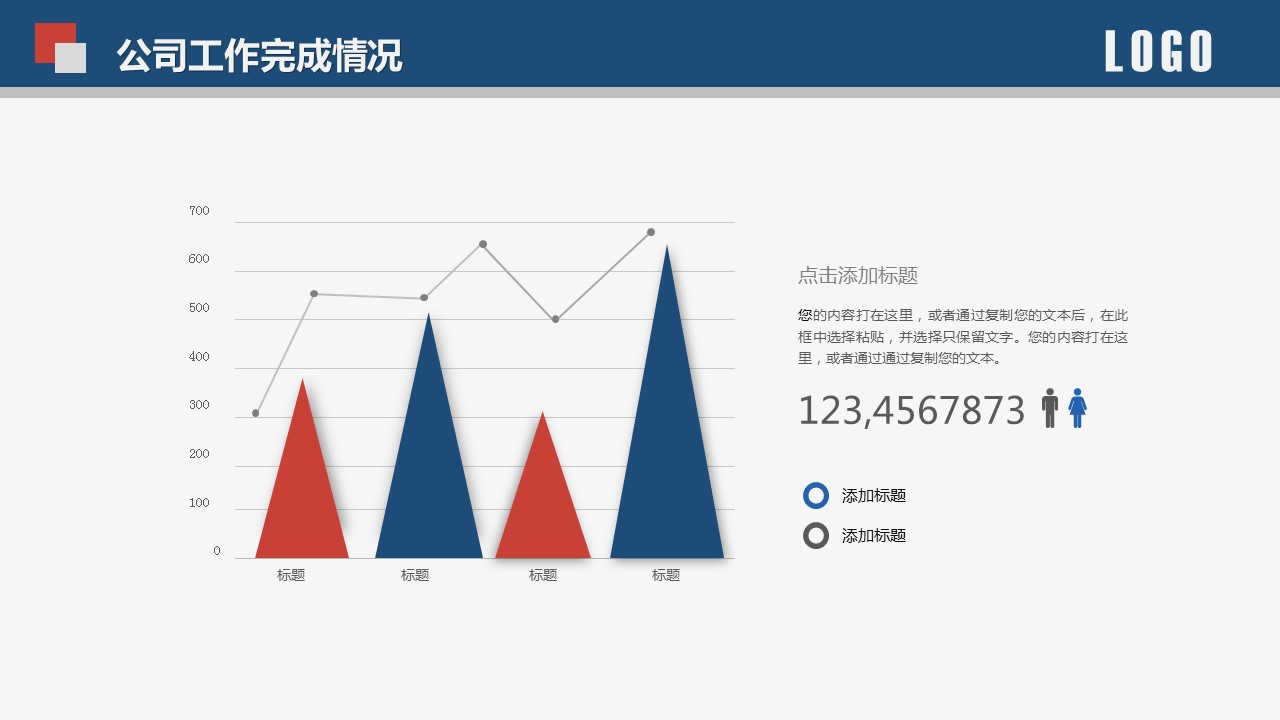 公司工作完成情况
LOGO
700
600
500
400
300
200
100
0
标题
标题
标题
标题
点击添加标题
您的内容打在这里，或者通过复制您的文本后，在此
框中选择粘贴，并选择只保留文字。您的内容打在这
里，或者通过通过复制您的文本。
123,4567873
添加标题
添加标题